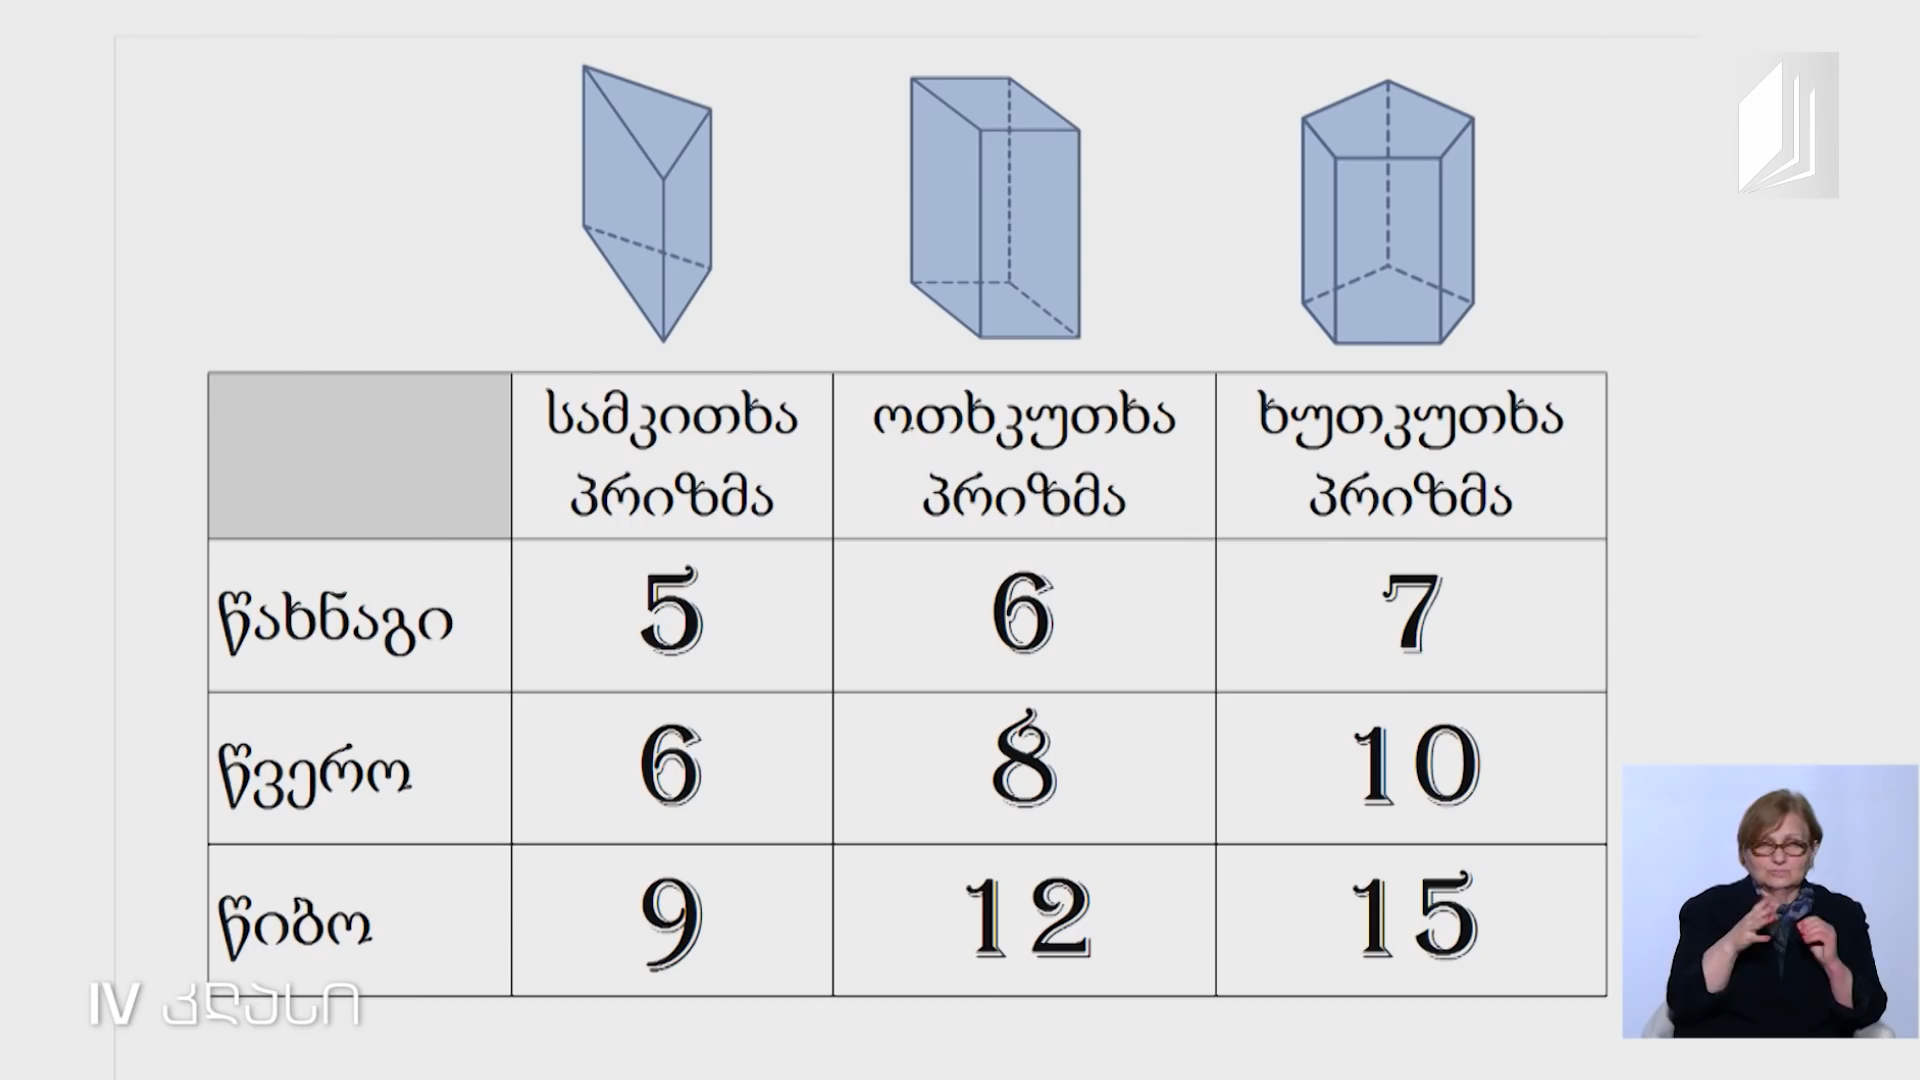 სამკითხა ოთხკუთხა ხუთკუთხა
პრიზმა პრიზმა პრიზმა
წახნაგი 5 6 7
წვერო 6 8 10
წიბო 9 12 15
IV კლასი